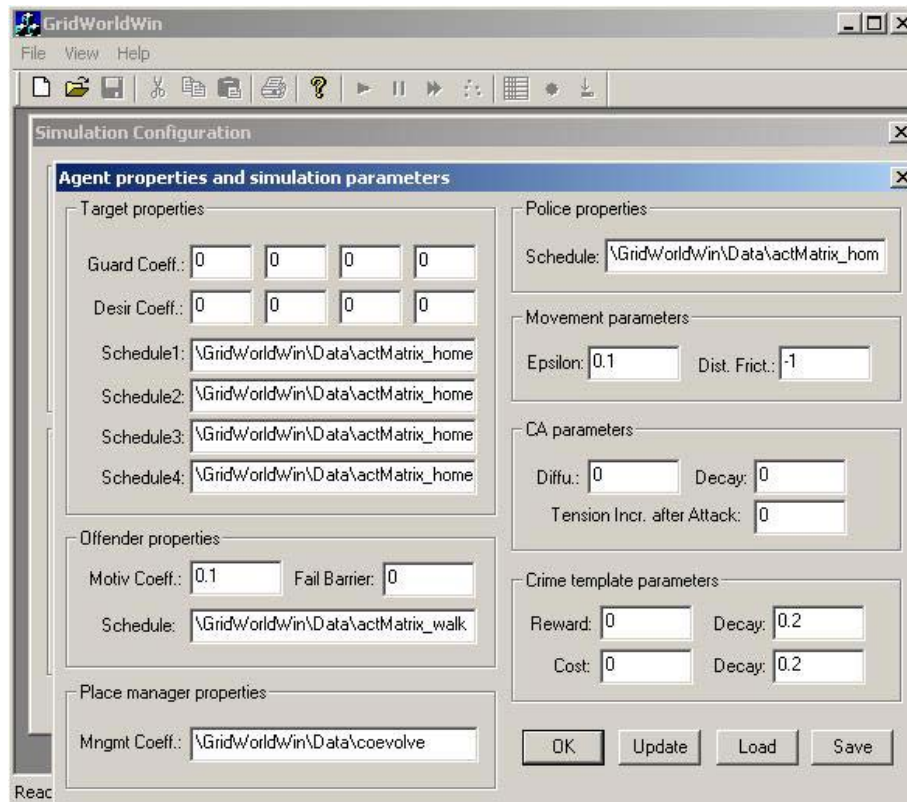 GridWorldWin
File View Help
Simulation Configuration
Agent properties and simulation parameters
Target properties
Guard Coeff.: 0 0 0 0
Desir Coeff.: 0 0 0 0
Schedule1: \GridWorldWin\Data\actMatrix_home
Schedule2: \GridWorldWin\Data\actMatrix_home
Schedule3: \GridWorldWin\Data\actMatrix_home
Schedule4: \GridWorldWin\Data\actMatrix_home
Offender properties
Motiv Coeff.: 0.1 Fail Barrier: 0
Schedule: \GridWorldWin\Data\actMatrix_walk
Place manager properties
Mngmt Coeff.: \GridWorldWin\Data\coevolve
Police properties
Schedule: \GridWorldWin\Data\actMatrix_hom
Movement parameters
Epsilon: 0.1 Dist. Frict.: -1
CA parameters
Diffu.: 0 Decay: 0
Tension Incr. after Attack: 0
Crime template parameters
Reward: 0 Decay: 0.2
Cost: 0 Decay: 0.2
OK Update Load Save
Reac